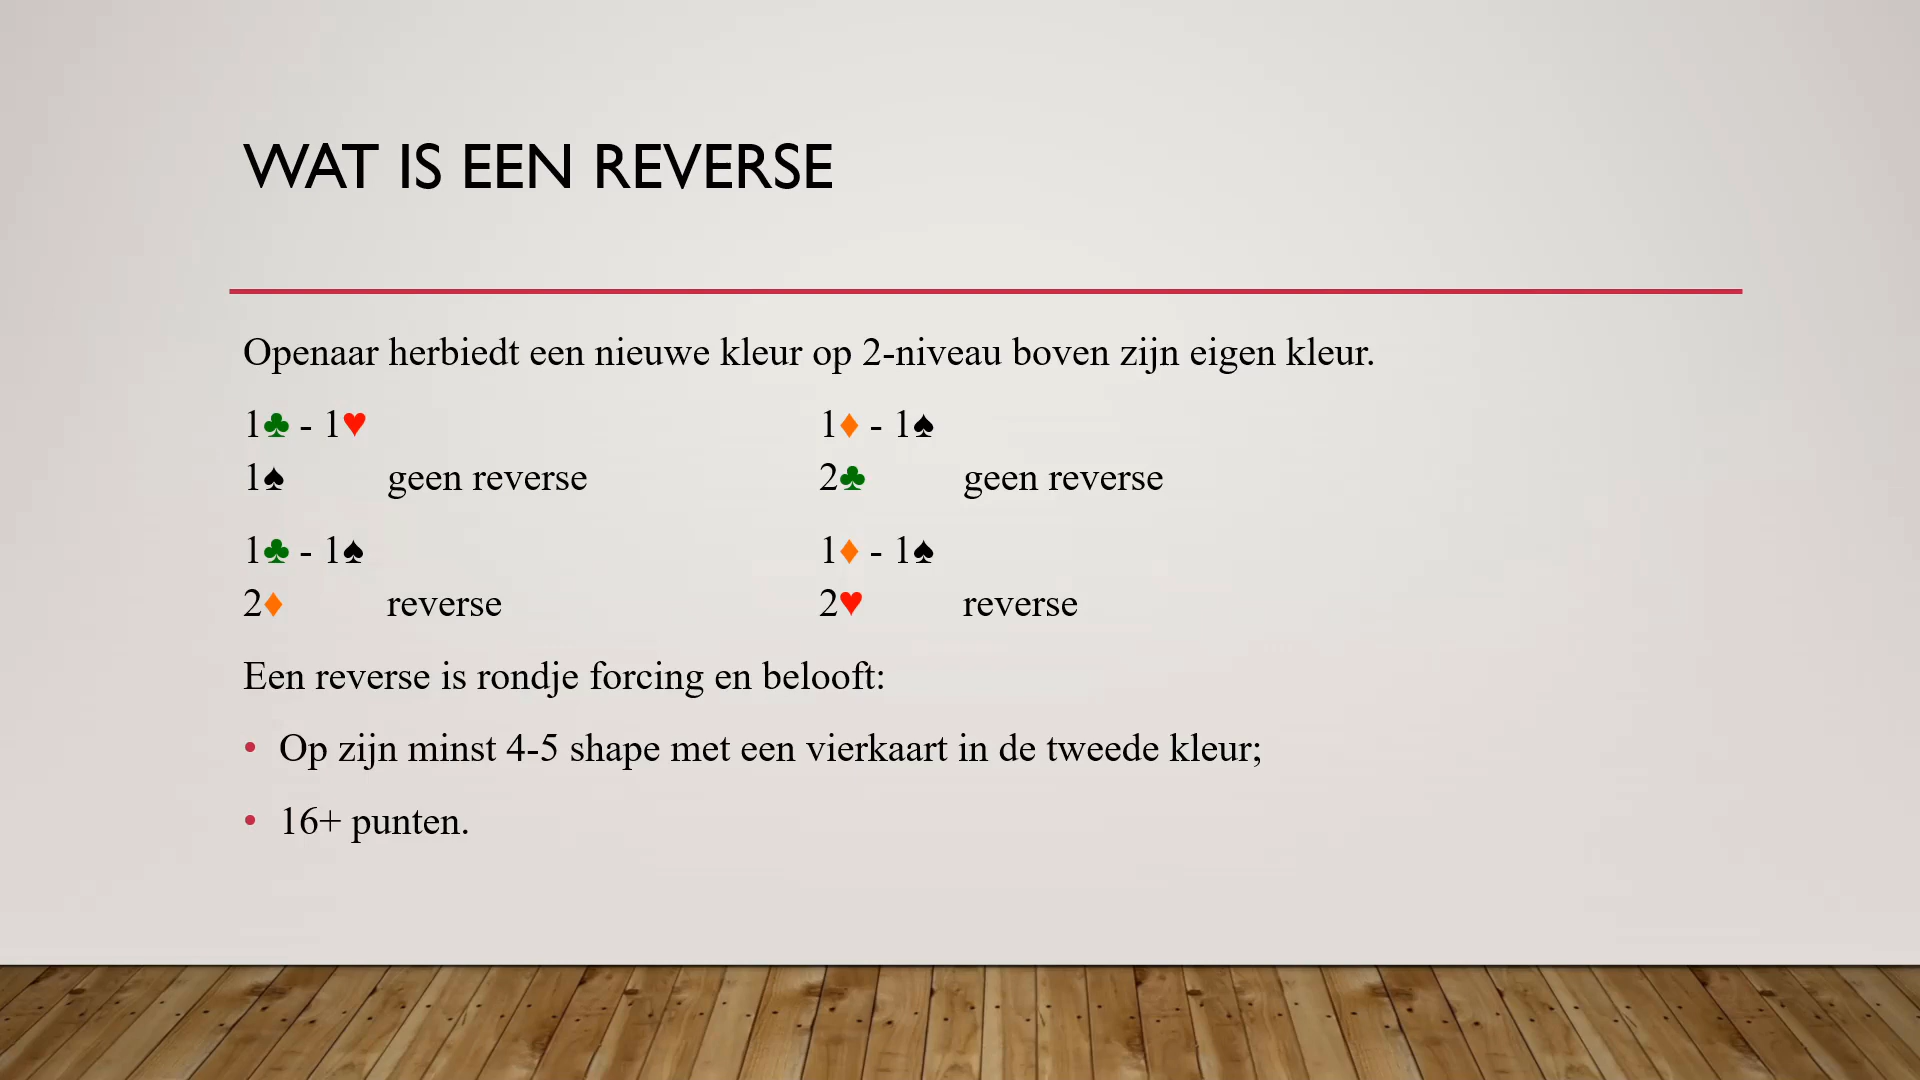 WAT IS EEN REVERSE
Openaar herbiedt een nieuwe kleur op 2-niveau boven zijn eigen kleur.
1♣ - 1♥ 1♦ - 1♠
1♠ geen reverse 2♣ geen reverse
1♣ - 1♠ 1♦ - 1♠
2♦ reverse 2♥ reverse
Een reverse is rondje forcing en belooft:
• Op zijn minst 4-5 shape met een vierkaart in de tweede kleur;
• 16+ punten.